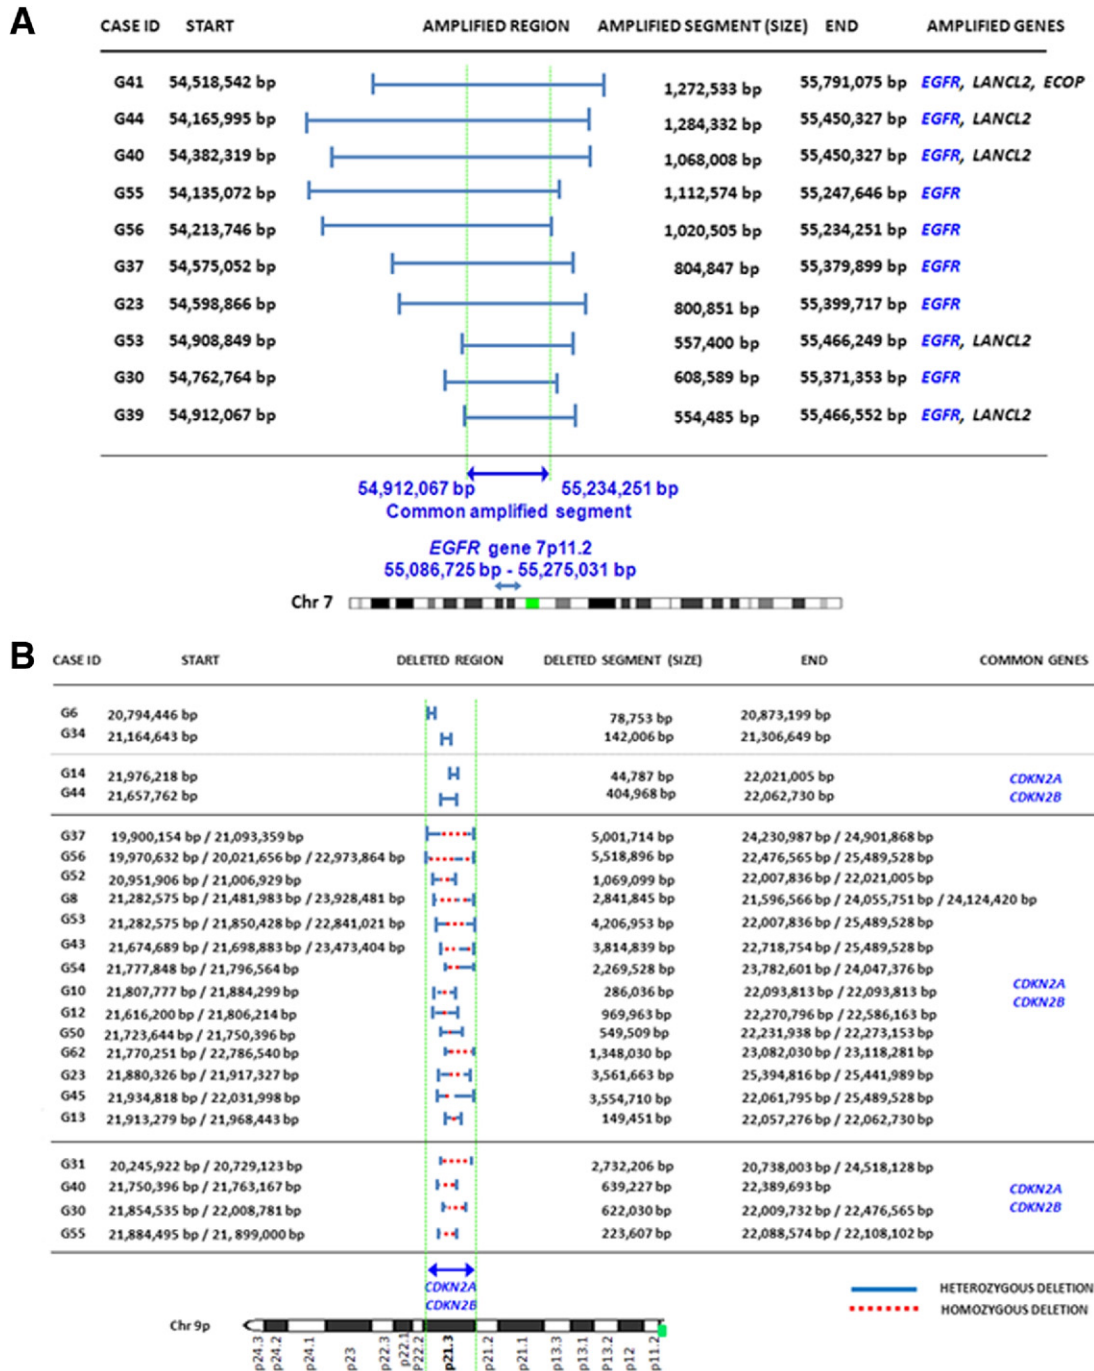 A
CASE ID START AMPLIFIED REGION AMPLIFIED SEGMENT (SIZE) END AMPLIFIED GENES
G41 54,518,542 bp 1,272,533 bp 55,791,075 bp EGFR, LANCL2, ECOP
G44 54,165,995 bp 1,284,332 bp 55,450,327 bp EGFR, LANCL2
G40 54,382,319 bp 1,068,008 bp 55,450,327 bp EGFR, LANCL2
G55 54,135,072 bp 1,112,574 bp 55,247,646 bp EGFR
G56 54,213,746 bp 1,020,505 bp 55,234,251 bp EGFR
G37 54,575,052 bp 804,847 bp 55,379,899 bp EGFR
G23 54,598,866 bp 800,851 bp 55,399,717 bp EGFR
G53 54,908,849 bp 557,400 bp 55,466,249 bp EGFR, LANCL2
G30 54,762,764 bp 608,589 bp 55,371,353 bp EGFR
G39 54,912,067 bp 554,485 bp 55,466,552 bp EGFR, LANCL2
54,912,067 bp 55,234,251 bp
Common amplified segment
EGFR gene 7p11.2
55,086,725 bp - 55,275,031 bp
Chr 7
B
CASE ID START DELETED REGION DELETED SEGMENT (SIZE) END COMMON GENES
G6 20,794,446 bp 78,753 bp 20,873,199 bp
G34 21,164,643 bp 142,006 bp 21,306,649 bp
G14 21,976,218 bp 44,787 bp 22,021,005 bp CDKN2A
G44 21,657,762 bp 404,968 bp 22,062,730 bp CDKN2B
G37 19,900,154 bp / 21,093,359 bp 5,001,714 bp 24,230,987 bp / 24,901,868 bp
G56 19,970,632 bp / 20,021,656 bp / 22,973,864 bp 5,518,896 bp 22,476,565 bp / 25,489,528 bp
G52 20,951,906 bp / 21,006,929 bp 1,069,099 bp 22,007,836 bp / 22,021,005 bp
G8 21,282,575 bp / 21,481,983 bp / 23,928,481 bp 2,841,845 bp 21,596,566 bp / 24,055,751 bp / 24,124,420 bp
G53 21,282,575 bp / 21,850,428 bp / 22,841,021 bp 4,206,953 bp 22,007,836 bp / 25,489,528 bp
G43 21,674,689 bp / 21,698,883 bp / 23,473,404 bp 3,814,839 bp 22,718,754 bp / 25,489,528 bp
G54 21,777,848 bp / 21,796,564 bp 2,269,528 bp 23,782,601 bp / 24,047,376 bp
CDKN2A
G10 21,807,777 bp / 21,884,299 bp 286,036 bp 22,093,813 bp / 22,093,813 bp
CDKN2B
G12 21,616,200 bp / 21,806,214 bp 969,963 bp 22,270,796 bp / 22,586,163 bp
G50 21,723,644 bp / 21,750,396 bp 549,509 bp 22,231,938 bp / 22,273,153 bp
G62 21,770,251 bp / 22,786,540 bp 1,348,030 bp 23,082,030 bp / 23,118,281 bp
G23 21,880,326 bp / 21,917,327 bp 3,561,663 bp 25,394,816 bp / 25,441,989 bp
G45 21,934,818 bp / 22,031,998 bp 3,554,710 bp 22,061,795 bp / 25,489,528 bp
G13 21,913,279 bp / 21,968,443 bp 149,451 bp 22,057,276 bp / 22,062,730 bp
G31 20,245,922 bp / 20,729,123 bp 2,732,206 bp 20,738,003 bp / 24,518,128 bp
G40 21,750,396 bp / 21,763,167 bp 639,227 bp 22,389,693 bp CDKN2A
G30 21,854,535 bp / 22,008,781 bp 622,030 bp 22,009,732 bp / 22,476,565 bp CDKN2B
G55 21,884,495 bp / 21, 899,000 bp 223,607 bp 22,088,574 bp / 22,108,102 bp
CDKN2A
CDKN2B
HETEROZYGOUS DELETION
HOMOZYGOUS DELETION
Chr 9p
p24.3 p24.2 p24.1 p23 p22.3 p22.1 p22.2 p21.3 p21.2 p21.1 p13.3 p13.1 p13.2 p12 p11.2